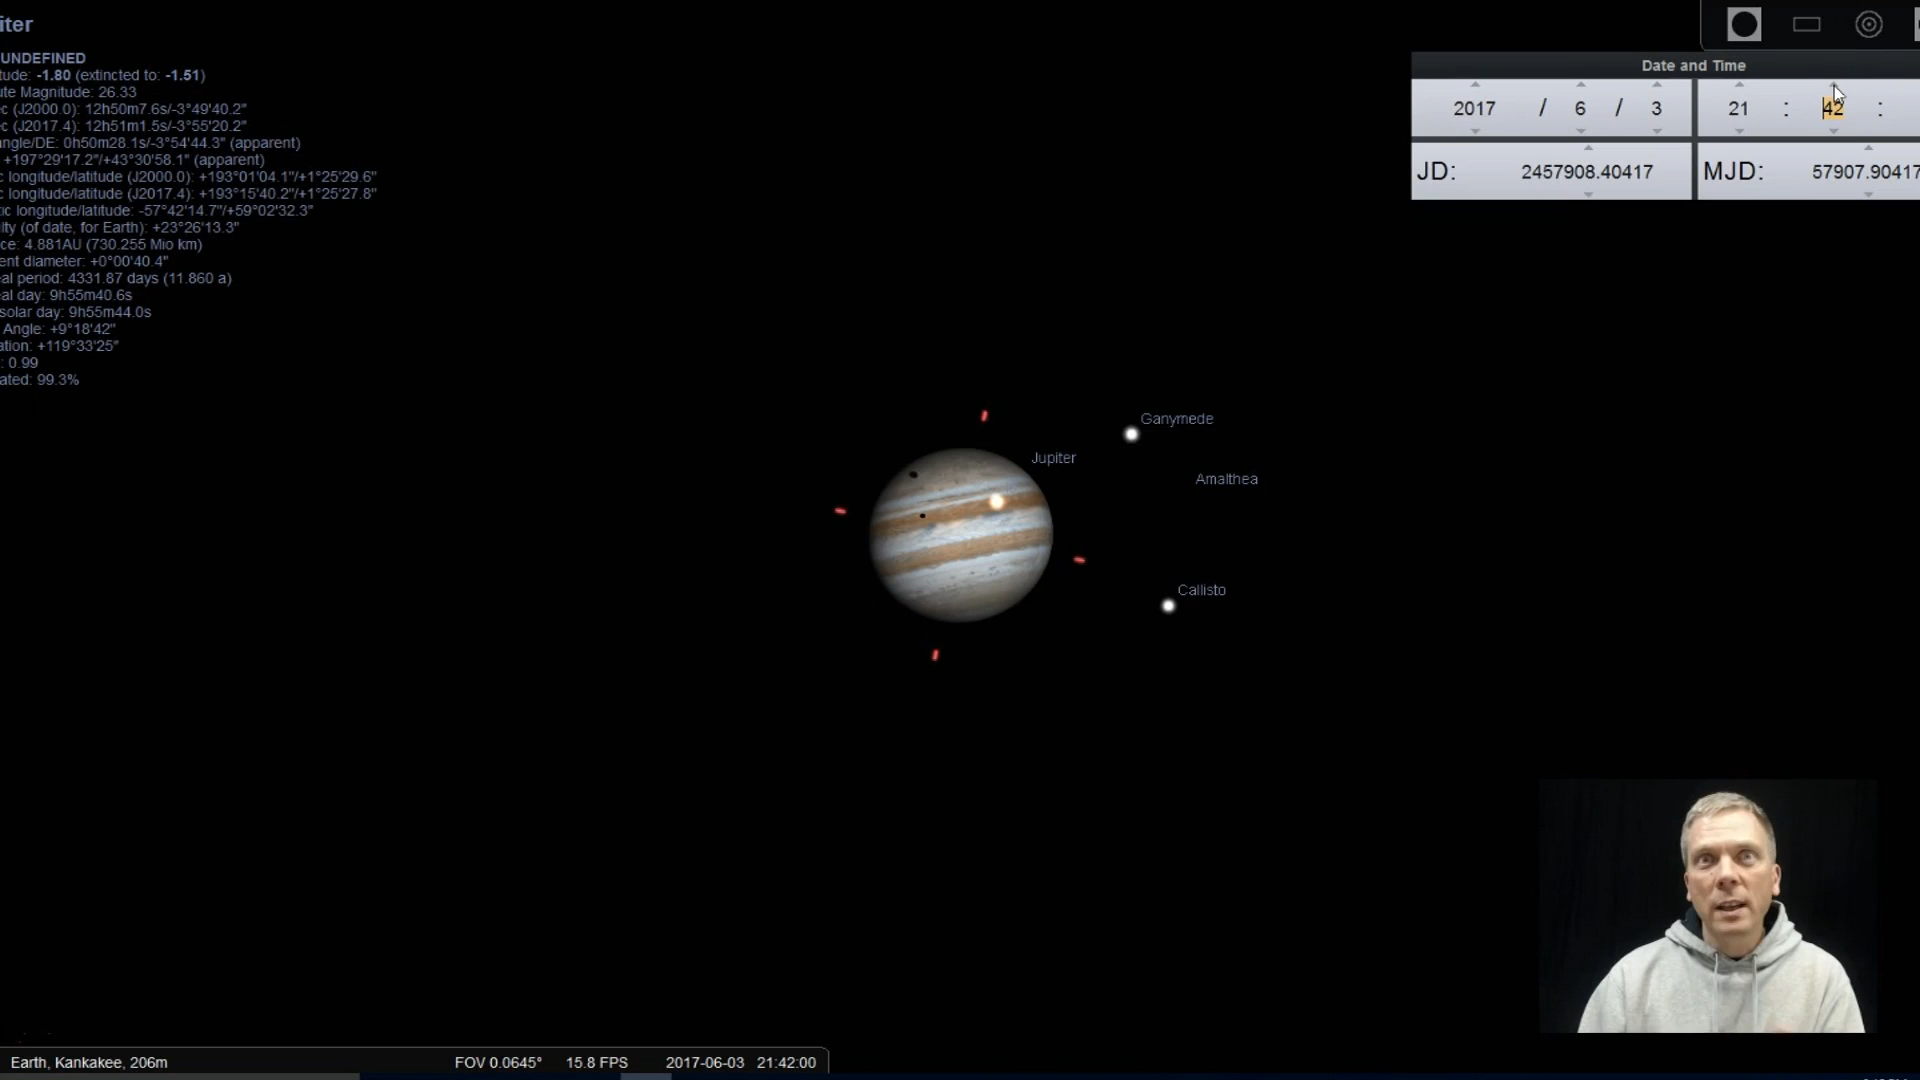 iter
UNDEFINED
tude: -1.80 (extincted to: -1.51)
ute Magnitude: 26.33
c (J2000.0): 12h50m7.6s/-3°49'40.2"
c (J2017.4): 12h51m1.5s/-3°55'20.2"
angle/DE: 0h50m28.1s/-3°54'44.3" (apparent)
+197°29'17.2"/+43°30'58.1" (apparent)
c longitude/latitude (J2000.0): +193°01'04.1"/+1°25'29.6"
c longitude/latitude (J2017.4): +193°15'40.2"/+1°25'27.8"
tic longitude/latitude: -57°42'14.7"/+59°02'32.3"
ity (of date, for Earth): +23°26'13.3"
ce: 4.881AU (730.255 Mio km)
ent diameter: +0°00'40.4"
eal period: 4331.87 days (11.860 a)
eal day: 9h55m40.6s
solar day: 9h55m44.0s
Angle: +9°18'42"
ation: +119°33'25"
: 0.99
ated: 99.3%
Date and Time
2017 / 6 / 3 21 : 42 :
JD: 2457908.40417 MJD: 57907.90417
Ganymede
Jupiter
Amalthea
Callisto
Earth, Kankakee, 206m FOV 0.0645° 15.8 FPS 2017-06-03 21:42:00